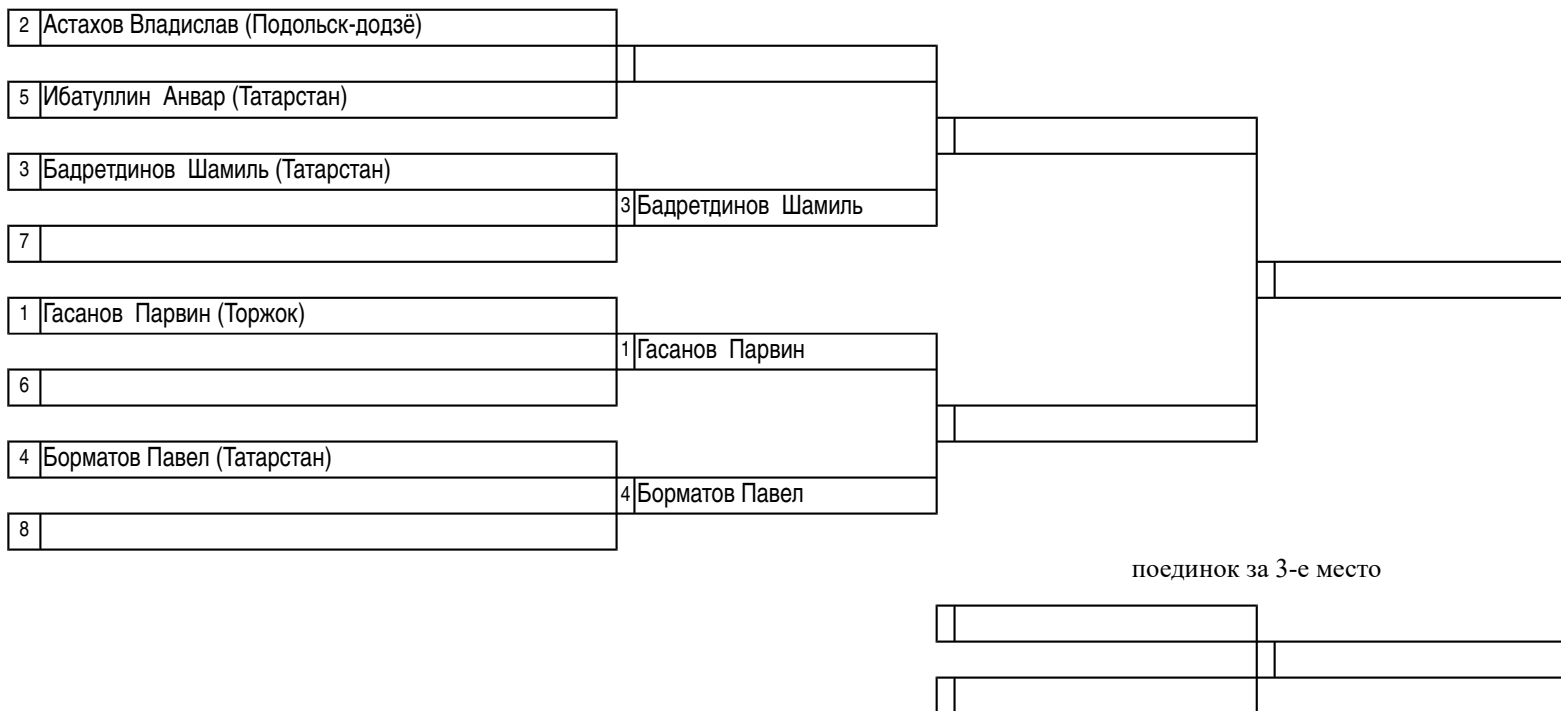 2 Астахов Владислав (Подольск-додзё)
5 Ибатуллин  Анвар (Татарстан)
3 Бадретдинов  Шамиль (Татарстан)
3 Бадретдинов  Шамиль
7
1 Гасанов  Парвин (Торжок)
1 Гасанов  Парвин
6
4 Борматов Павел (Татарстан)
4 Борматов Павел
8
поединок за 3-е место